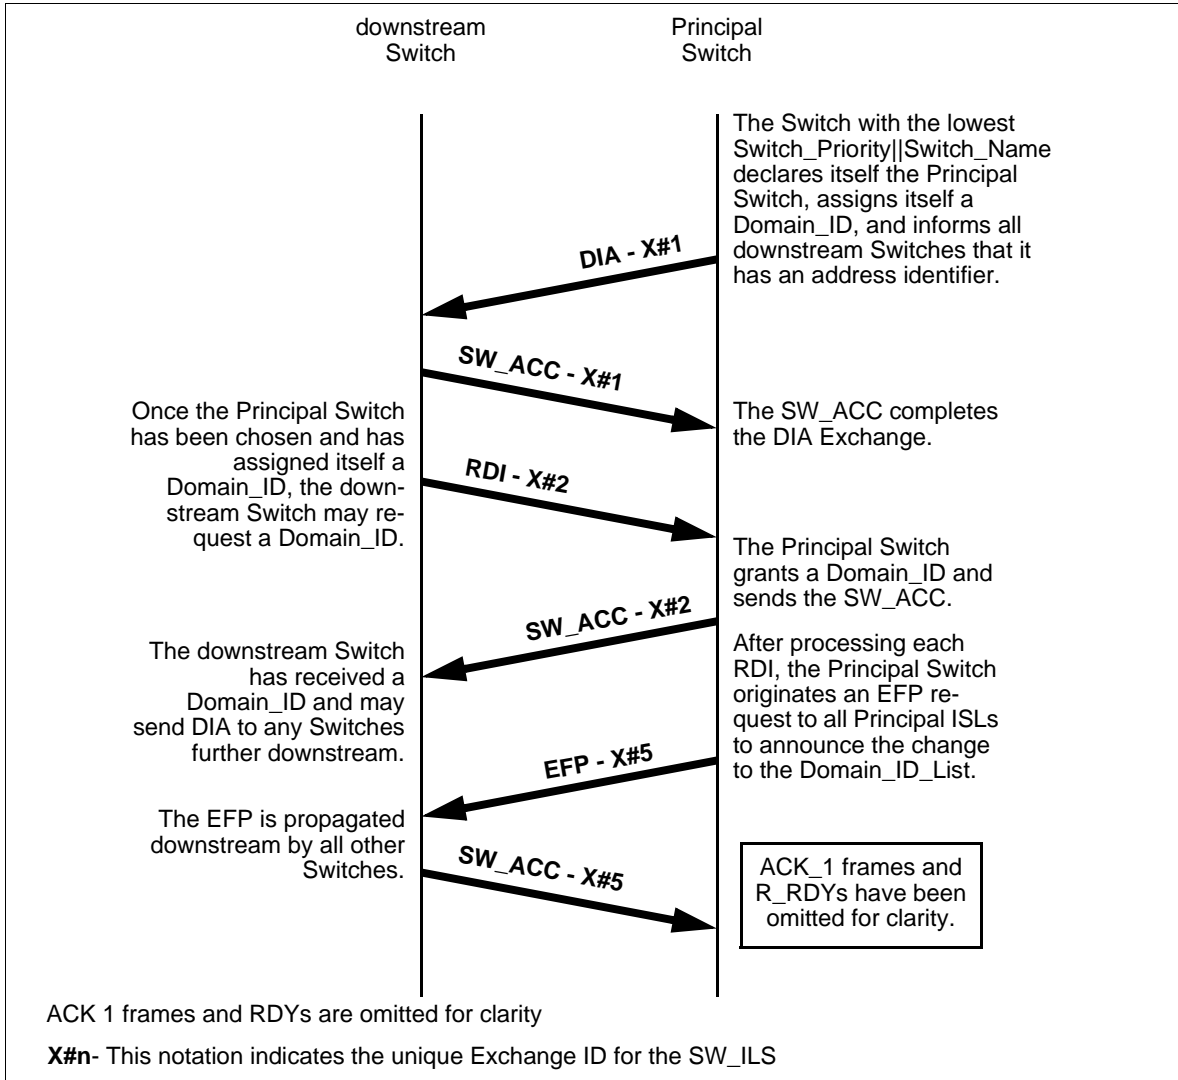 downstream
Switch
Principal
Switch
The Switch with the lowest
Switch_Priority||Switch_Name
declares itself the Principal
Switch, assigns itself a
Domain_ID, and informs all
downstream Switches that it
has an address identifier.
DIA - X#1
SW_ACC - X#1
Once the Principal Switch
has been chosen and has
assigned itself a
Domain_ID, the down-
stream Switch may re-
quest a Domain_ID.
The SW_ACC completes
the DIA Exchange.
RDI - X#2
The Principal Switch
grants a Domain_ID and
sends the SW_ACC.
SW_ACC - X#2
The downstream Switch
has received a
Domain_ID and may
send DIA to any Switches
further downstream.
After processing each
RDI, the Principal Switch
originates an EFP re-
quest to all Principal ISLs
to announce the change
to the Domain_ID_List.
EFP - X#5
The EFP is propagated
downstream by all other
Switches.
SW_ACC - X#5
ACK_1 frames and
R_RDYs have been
omitted for clarity.
ACK 1 frames and RDYs are omitted for clarity
X#n- This notation indicates the unique Exchange ID for the SW_ILS